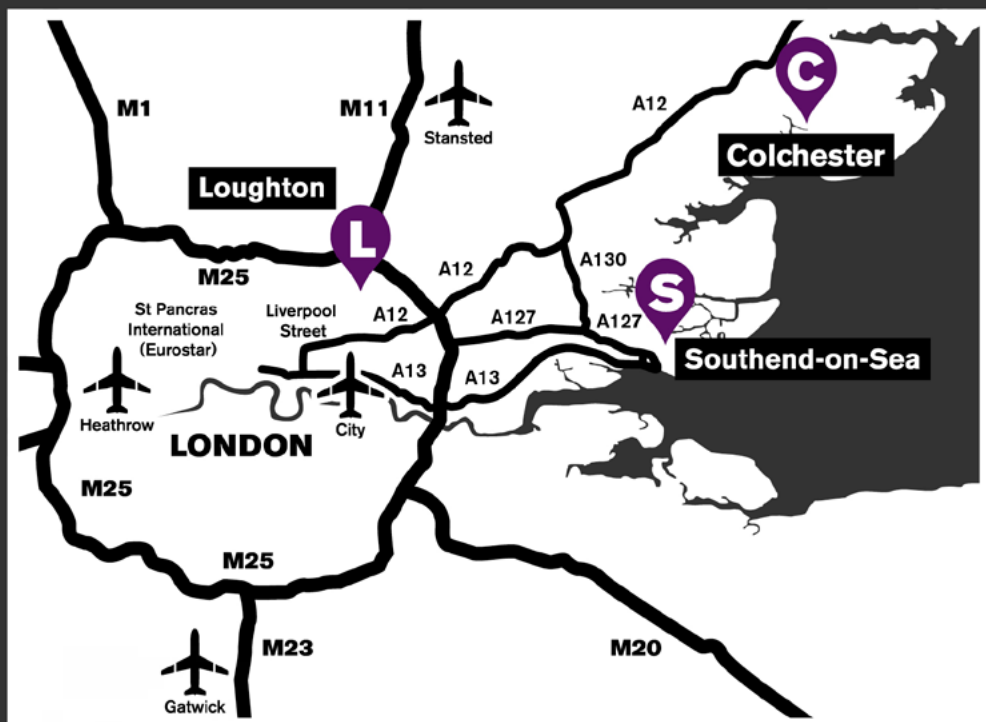 C
A12
M1
M11
Stansted
Colchester
Loughton
L
A12
A130
M25
S
St Pancras
International
(Eurostar)
Liverpool
Street
A12
A127
A127
Southend-on-Sea
A13
A13
Heathrow
City
LONDON
M25
M25
M23
M20
Gatwick